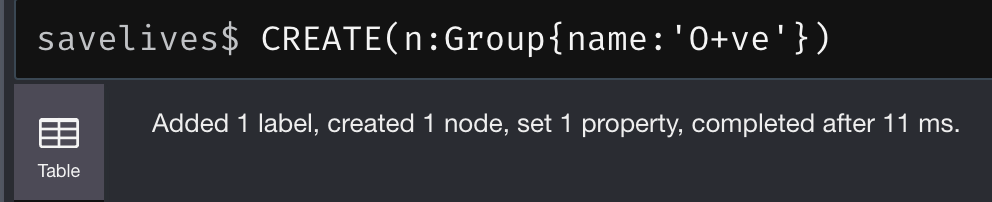 savelives$ CREATE(n:Group{name:'O+ve'})
Added 1 label, created 1 node, set 1 property, completed after 11 ms.
Table